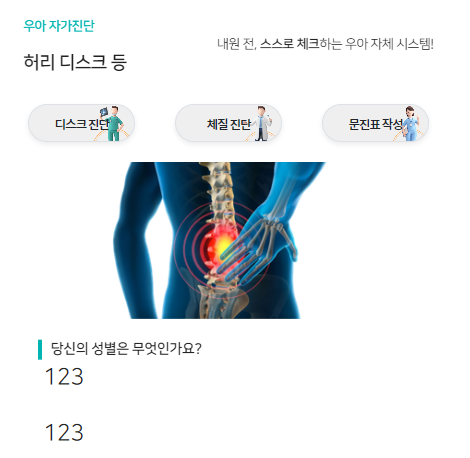 우아 자가진단
내원 전, 스스로 체크하는 우아 자체 시스템!
허리 디스크 등
디스크 진단
체질 진단
문진표 작성
당신의 성별은 무엇인가요?
123
123